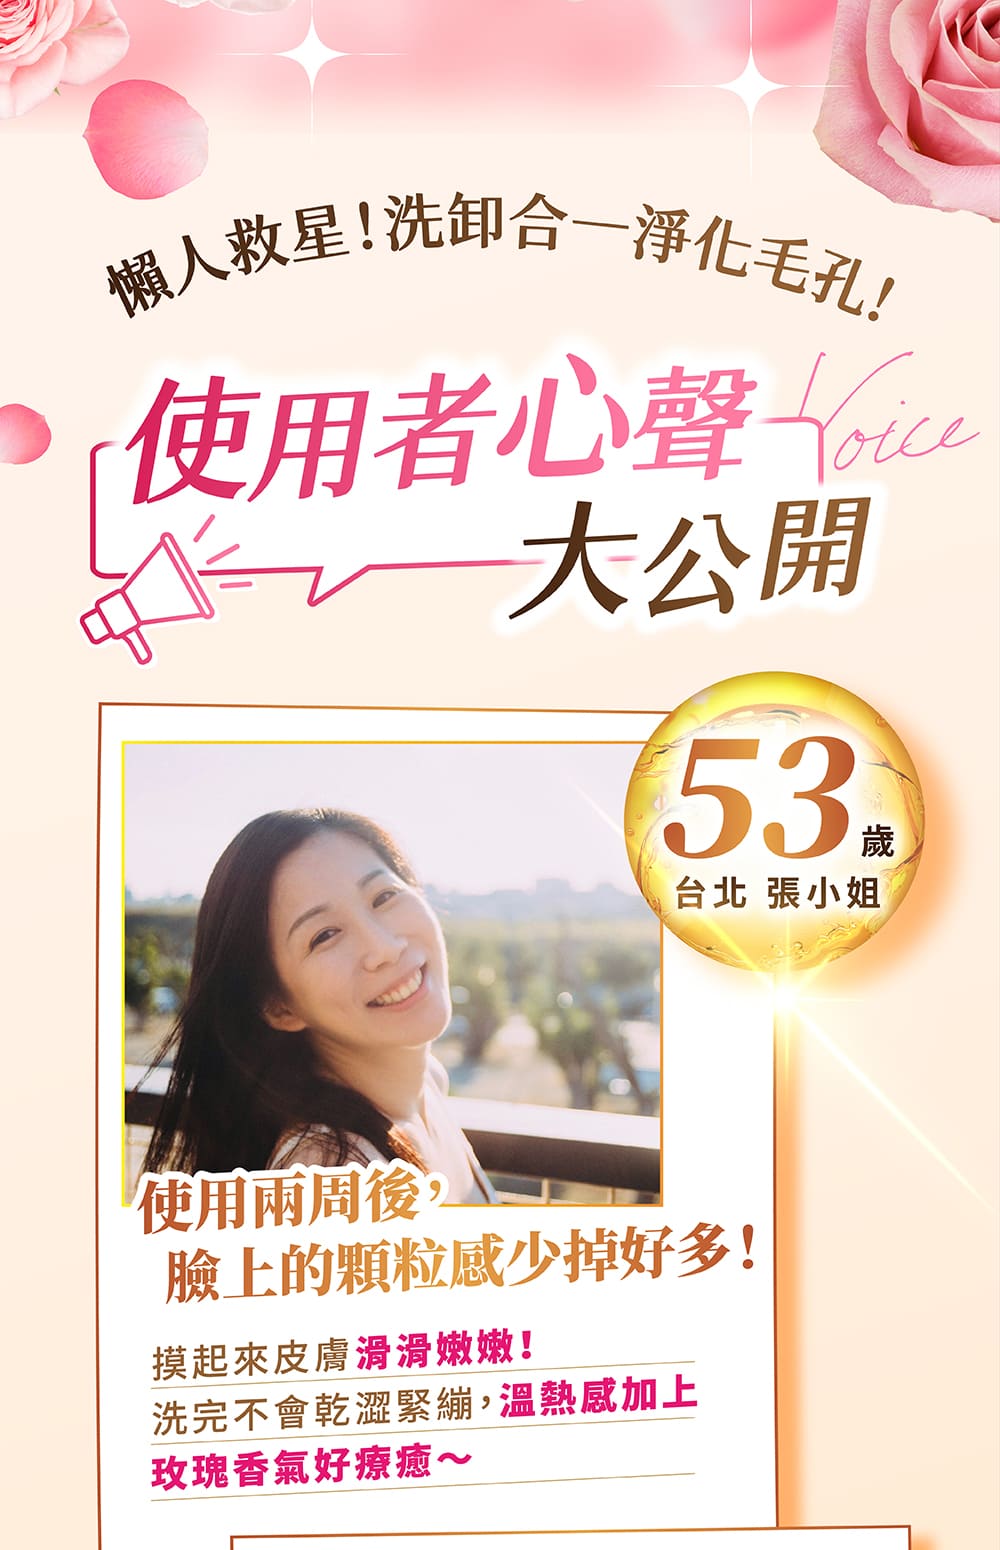 懶人救星!洗卸合一淨化毛孔!
使用者心聲 Voice
大公開
53歲
台北 張小姐
使用兩周後,
臉上的顆粒感少掉好多!
摸起來皮膚滑滑嫩嫩!
洗完不會乾澀緊繃,溫熱感加上
玫瑰香氣好療癒~